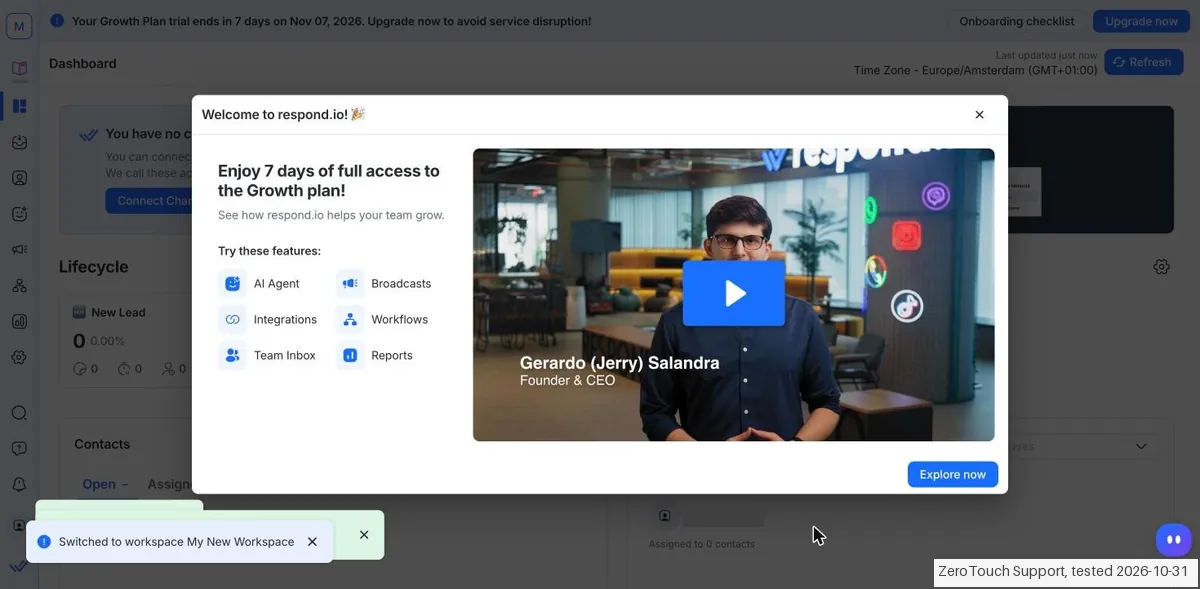 M
Your Growth Plan trial ends in 7 days on Nov 07, 2026. Upgrade now to avoid service disruption!
Onboarding checklist
Upgrade now
Dashboard
Last updated just now
Time Zone - Europe/Amsterdam (GMT+01:00)
Refresh
Welcome to respond.io! 🎉
You have no c
You can connec
We call these ac
Connect Chan
Enjoy 7 days of full access to
the Growth plan!
See how respond.io helps your team grow.
Try these features:
AI Agent
Broadcasts
Integrations
Workflows
Team Inbox
Reports
Gerardo (Jerry) Salandra
Founder & CEO
Explore now
Lifecycle
New Lead
0 0.00%
0 0 0
Contacts
Open –
Assign
Assigned to 0 contacts
Switched to workspace My New Workspace
ZeroTouch Support, tested 2026-10-31